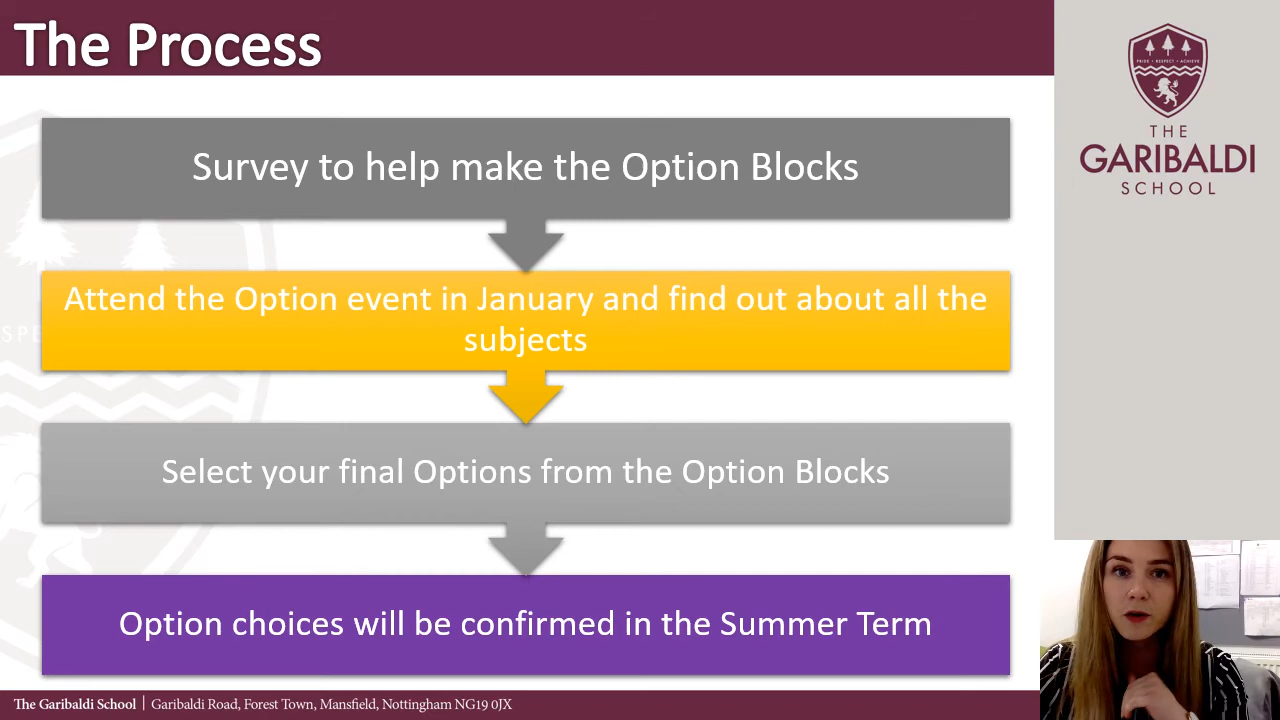 The Process
PRIDE • RESPECT • ACHIEVE
THE
GARIBALDI
SCHOOL
Survey to help make the Option Blocks
Attend the Option event in January and find out about all the
subjects
SPE
Select your final Options from the Option Blocks
Option choices will be confirmed in the Summer Term
The Garibaldi School | Garibaldi Road, Forest Town, Mansfield, Nottingham NG19 0JX